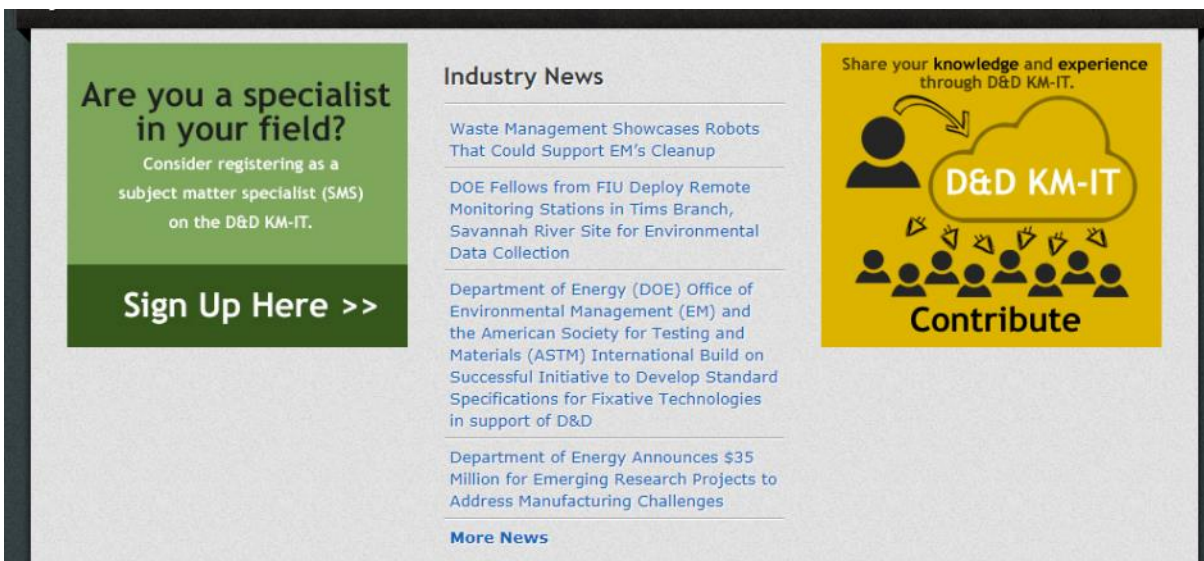 Are you a specialist
in your field?
Consider registering as a
subject matter specialist (SMS)
on the D&D KM-IT.
Sign Up Here >>
Industry News
Waste Management Showcases Robots
That Could Support EM's Cleanup
DOE Fellows from FIU Deploy Remote
Monitoring Stations in Tims Branch,
Savannah River Site for Environmental
Data Collection
Department of Energy (DOE) Office of
Environmental Management (EM) and
the American Society for Testing and
Materials (ASTM) International Build on
Successful Initiative to Develop Standard
Specifications for Fixative Technologies
in support of D&D
Department of Energy Announces $35
Million for Emerging Research Projects to
Address Manufacturing Challenges
More News
Share your knowledge and experience
through D&D KM-IT.
D&D KM-IT
Contribute